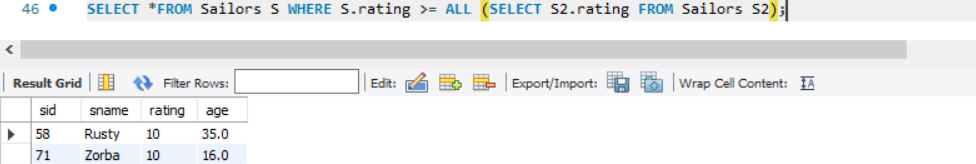 46 SELECT *FROM Sailors S WHERE S.rating >= ALL (SELECT S2.rating FROM Sailors S2);
Result Grid Filter Rows: Edit: Export/Import: Wrap Cell Content:
sid sname rating age
58 Rusty 10 35.0
71 Zorba 10 16.0